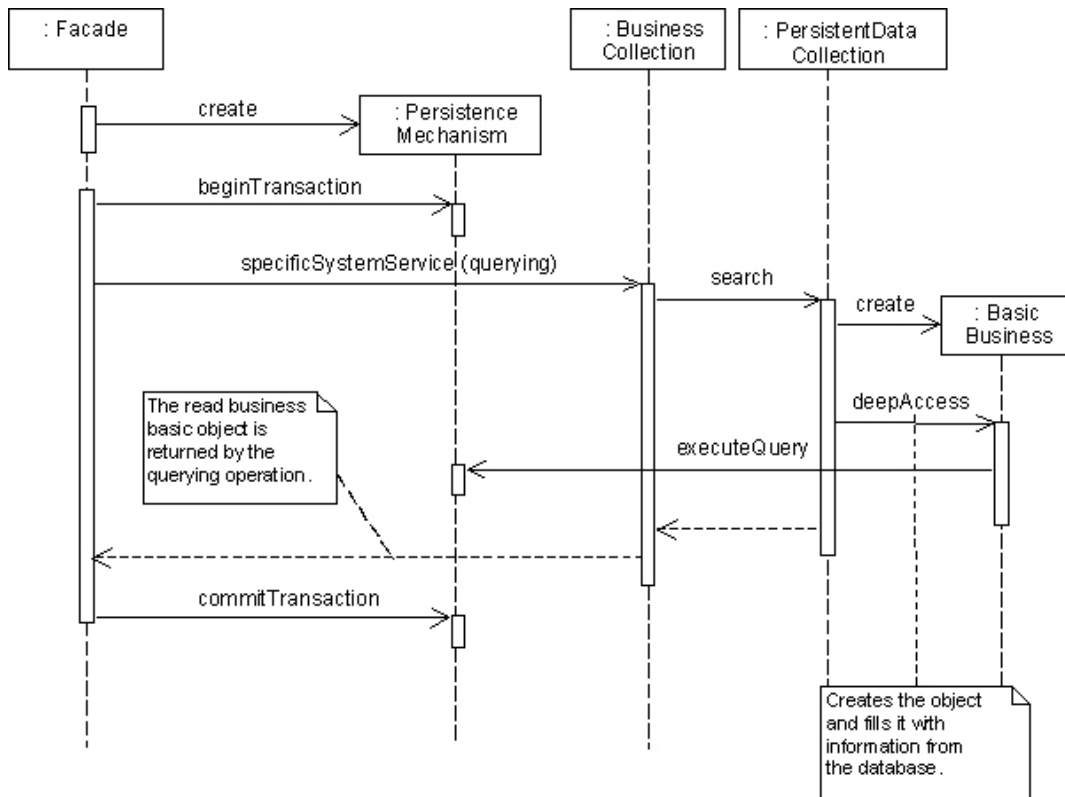 : Facade
: Business
Collection
: PersistentData
Collection
create
: Persistence
Mechanism
beginTransaction
specificSystemService (querying)
search
create
: Basic
Business
The read business
basic object is
returned by the
querying operation.
deepAccess
executeQuery
commitTransaction
Creates the object
and fills it with
information from
the database.